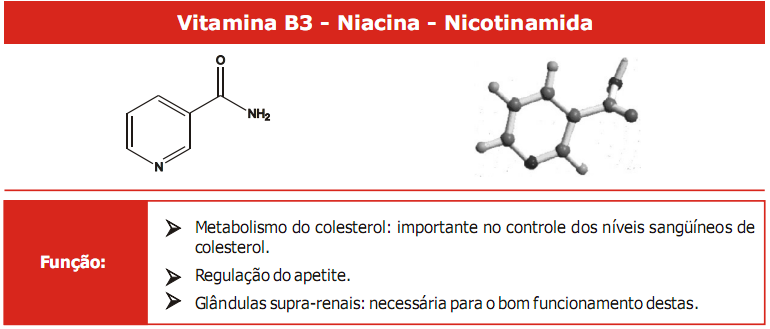 Vitamina B3 - Niacina - Nicotinamida
O
NH2
N
Função:
Metabolismo do colesterol: importante no controle dos níveis sangüíneos de
colesterol.
Regulação do apetite.
Glândulas supra-renais: necessária para o bom funcionamento destas.